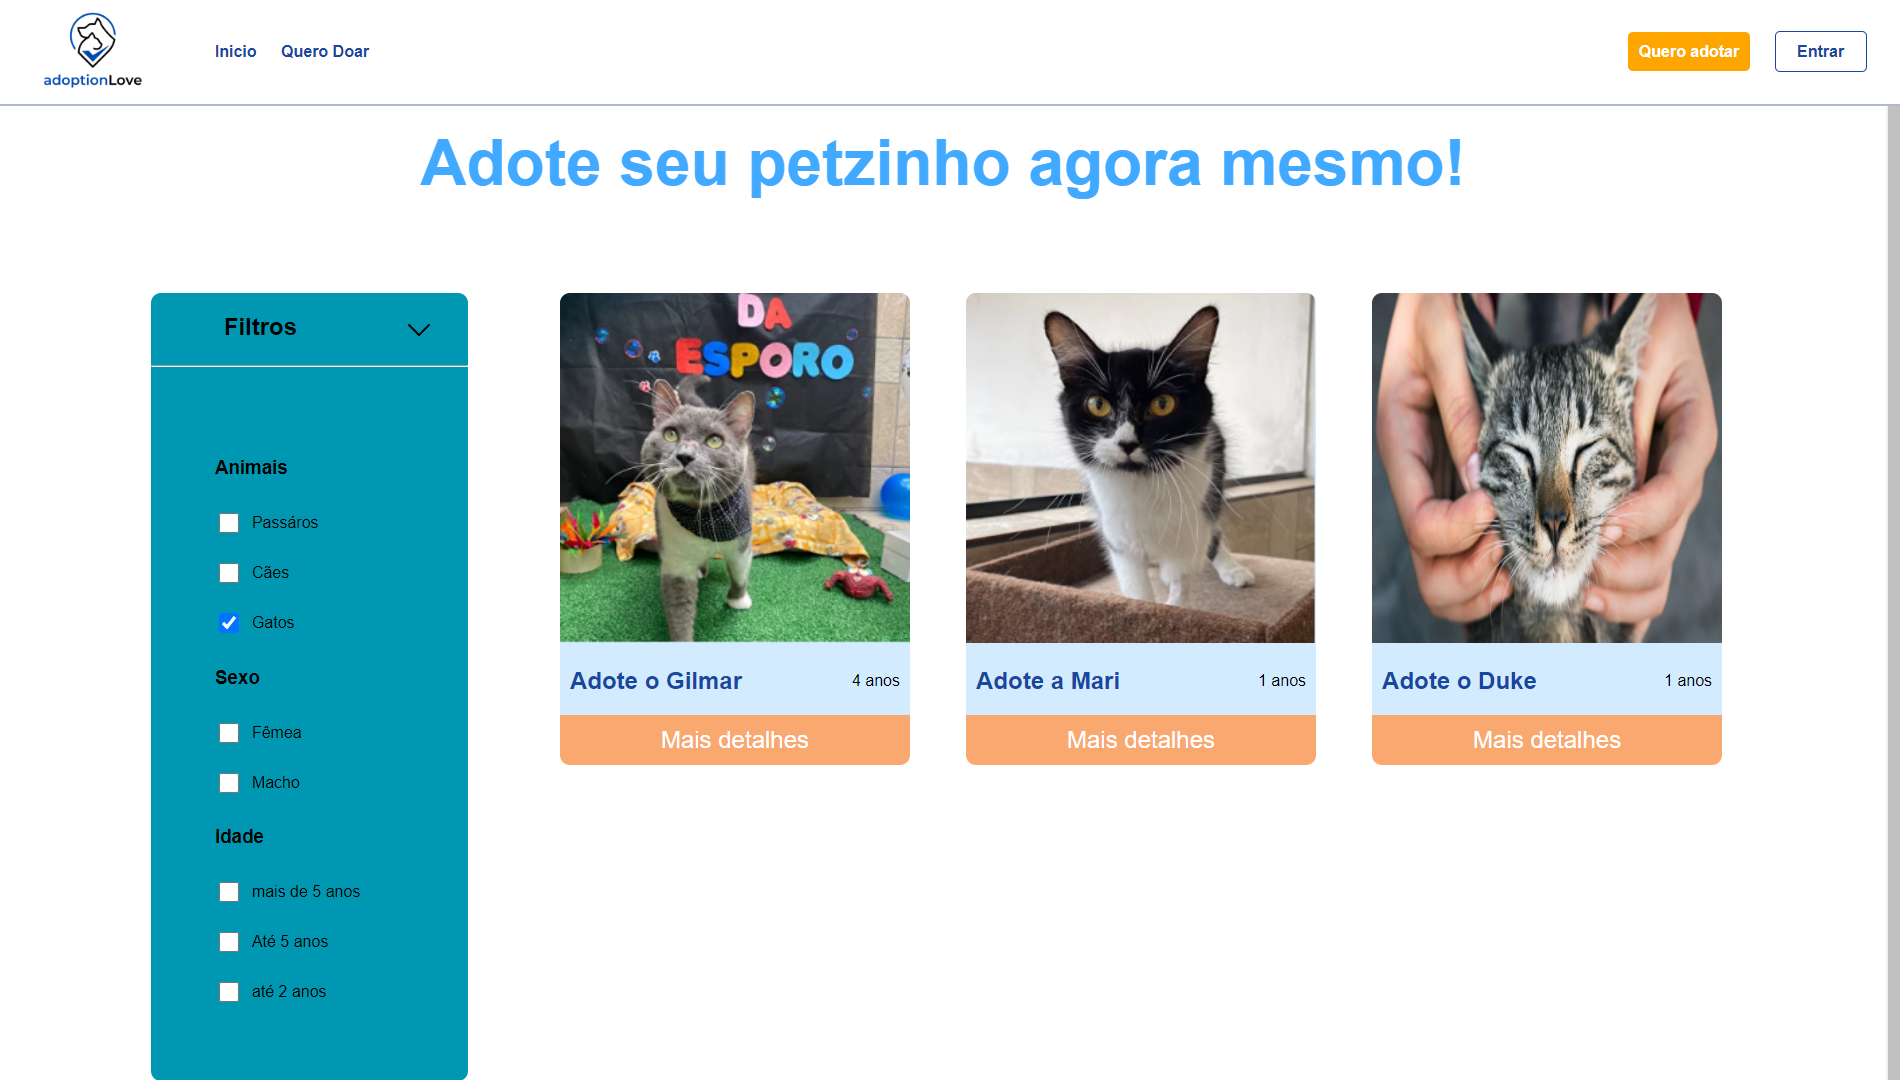 adoptionLove
Inicio
Quero Doar
Quero adotar
Entrar
Adote seu petzinho agora mesmo!
Filtros
Animais
Passáros
Cães
Gatos
Sexo
Fêmea
Macho
Idade
mais de 5 anos
Até 5 anos
até 2 anos
DA
ESPORO
Adote o Gilmar
4 anos
Mais detalhes
Adote a Mari
1 anos
Mais detalhes
Adote o Duke
1 anos
Mais detalhes